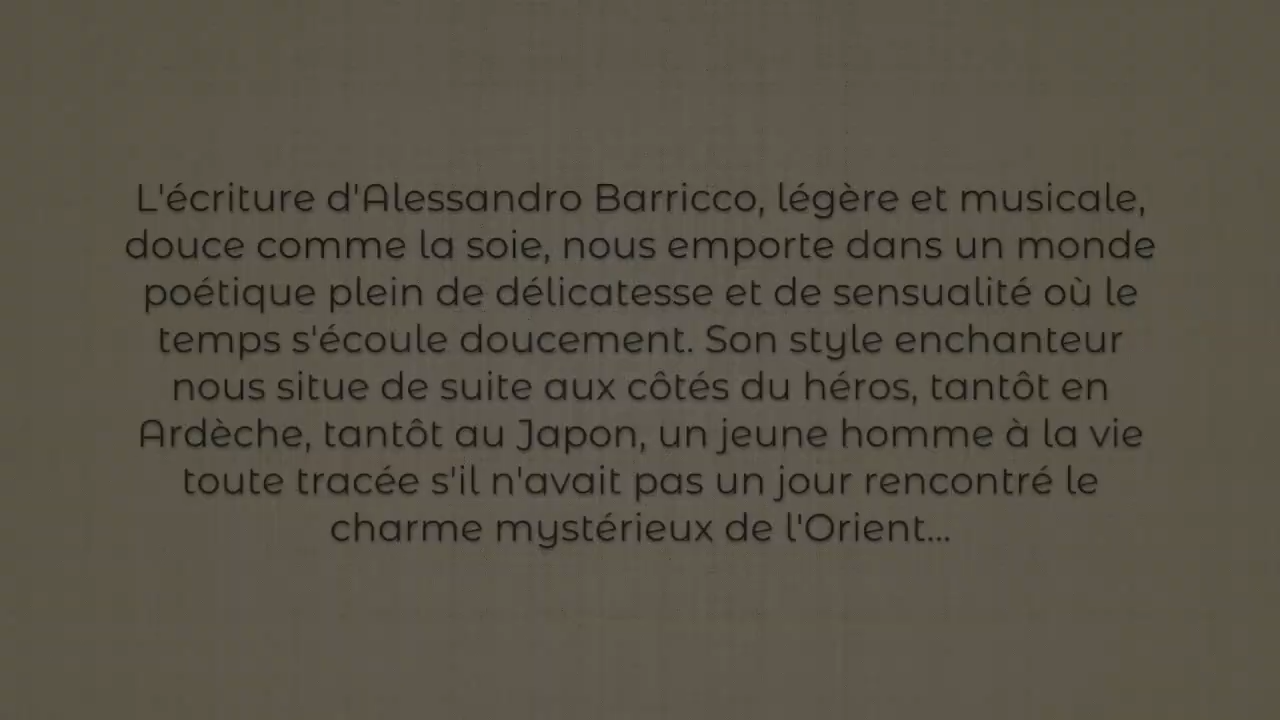 L'écriture d'Alessandro Barricco, légère et musicale,
douce comme la soie, nous emporte dans un monde
poétique plein de délicatesse et de sensualité où le
temps s'écoule doucement. Son style enchanteur
nous situe de suite aux côtés du héros, tantôt en
Ardèche, tantôt au Japon, un jeune homme à la vie
toute tracée s'il n'avait pas un jour rencontré le
charme mystérieux de l'Orient...